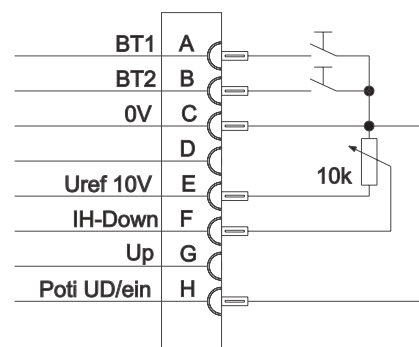 BT1 A
BT2 B
0V C
D
Uref 10V E
10k
IH-Down F
Up G
Poti UD/ein H